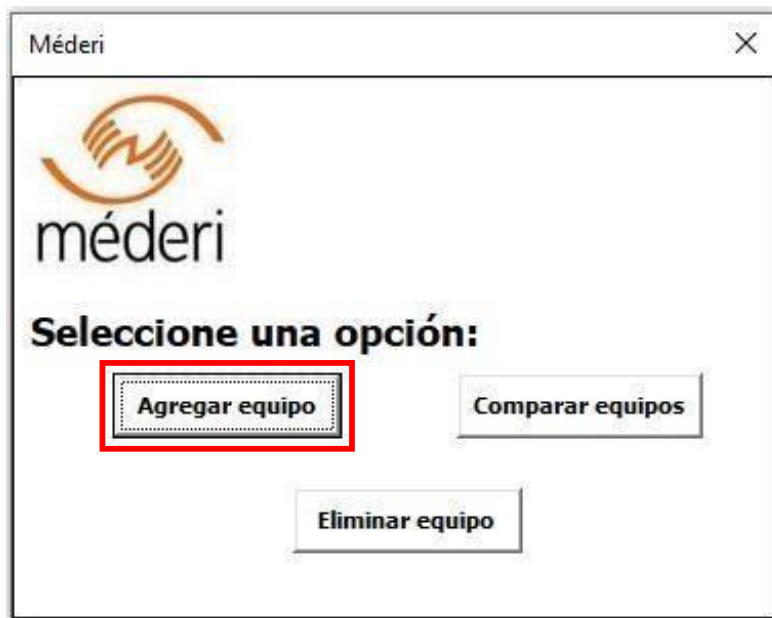 Méderi
méderi
Seleccione una opción:
Agregar equipo
Comparar equipos
Eliminar equipo